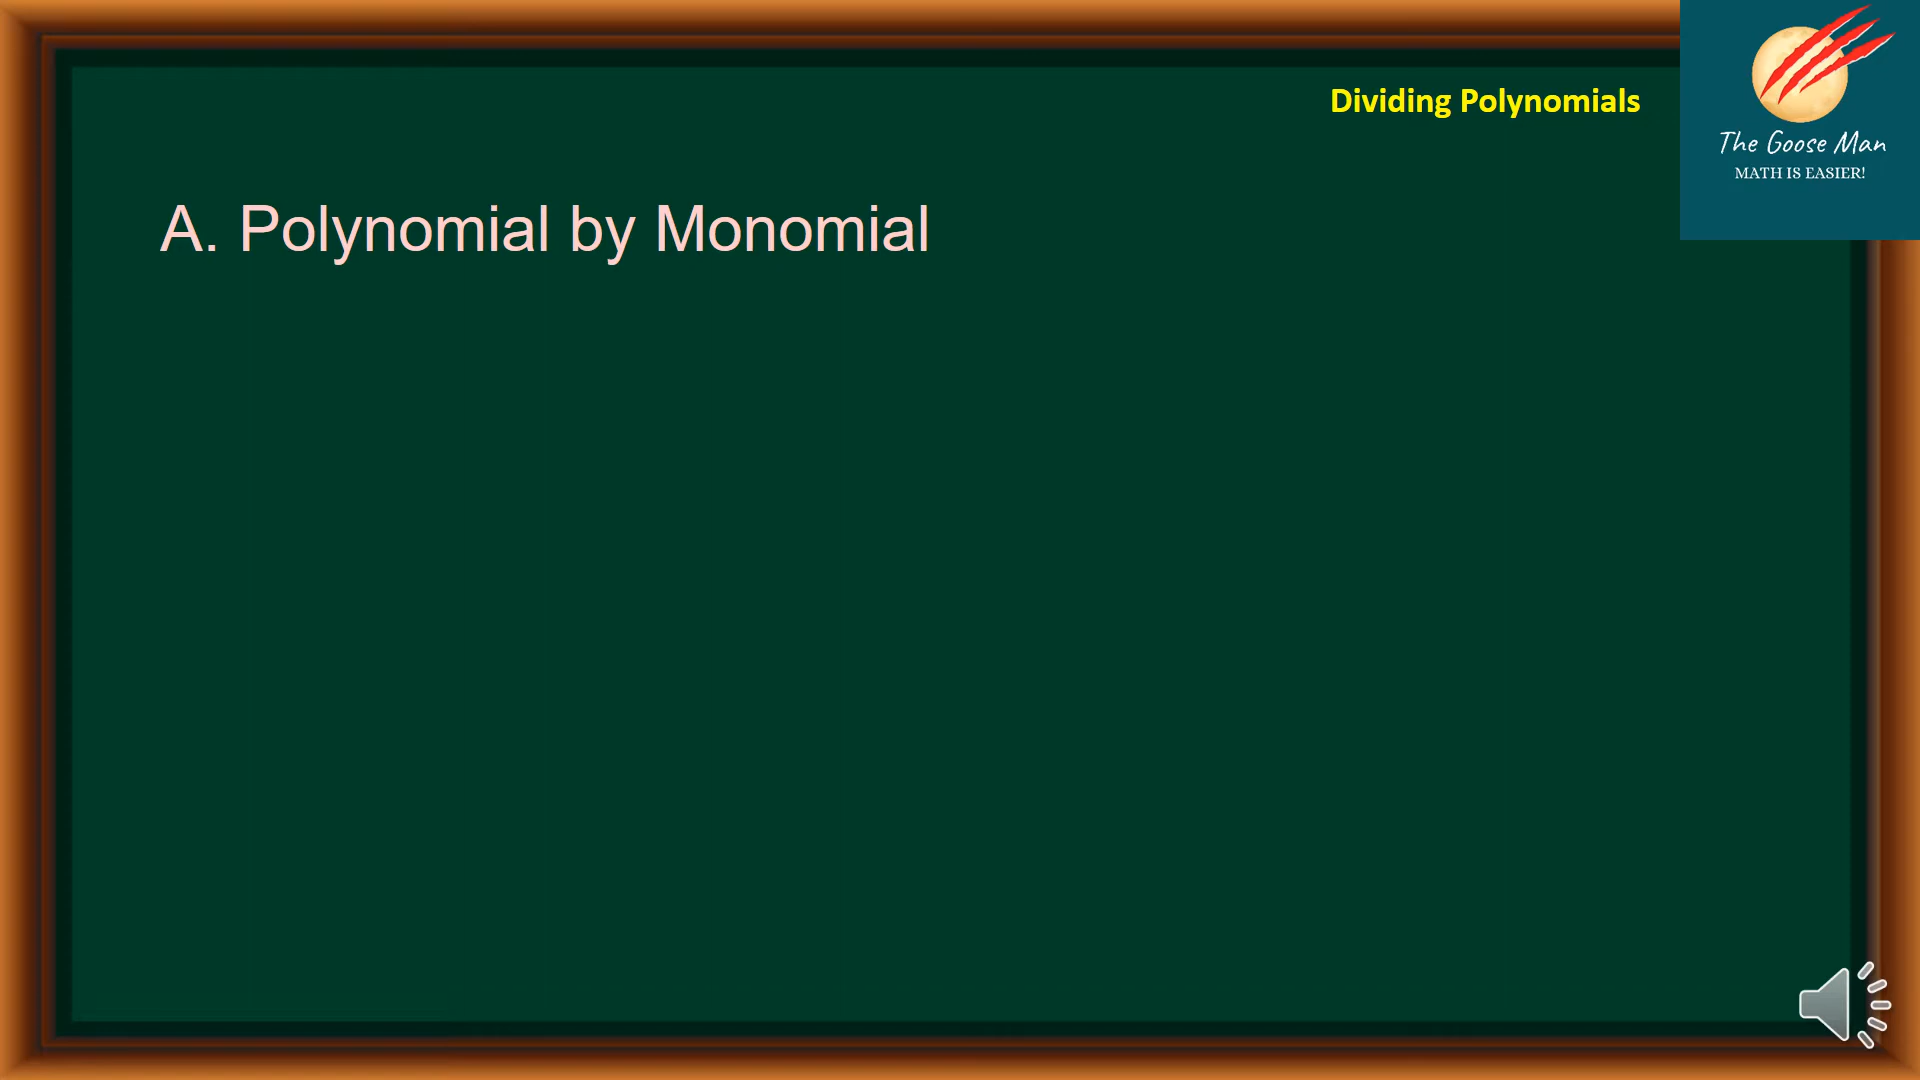 Dividing Polynomials
The Goose Man
MATH IS EASIER!
A. Polynomial by Monomial